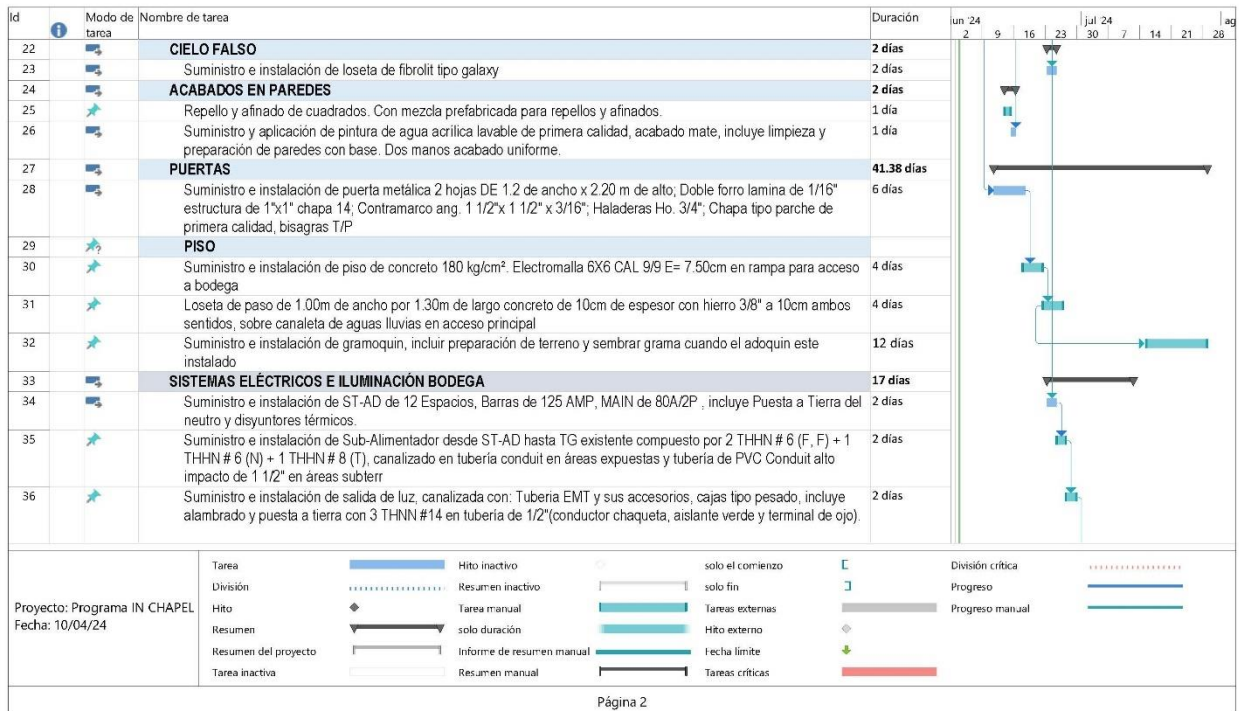 Id Modo de tarea Nombre de tarea Duración jun '24 jul '24 ag
2 9 16 23 30 7 14 21 28
22 CIELO FALSO 2 días
23 Suministro e instalación de loseta de fibrolit tipo galaxy 2 días
24 ACABADOS EN PAREDES 2 días
25 Repello y afinado de cuadrados. Con mezcla prefabricada para repellos y afinados. 1 día
26 Suministro y aplicación de pintura de agua acrílica lavable de primera calidad, acabado mate, incluye limpieza y 1 día
preparación de paredes con base. Dos manos acabado uniforme.
27 PUERTAS 41.38 días
28 Suministro e instalación de puerta metálica 2 hojas DE 1.2 de ancho x 2.20 m de alto; Doble forro lamina de 1/16" 6 días
estructura de 1"x1" chapa 14; Contramarco ang. 1 1/2"x 1 1/2" x 3/16"; Haladeras Ho. 3/4"; Chapa tipo parche de
primera calidad, bisagras T/P
29 PISO
30 Suministro e instalación de piso de concreto 180 kg/cm². Electromalla 6X6 CAL 9/9 E= 7.50cm en rampa para acceso 4 días
a bodega
31 Loseta de paso de 1.00m de ancho por 1.30m de largo concreto de 10cm de espesor con hierro 3/8" a 10cm ambos 4 días
sentidos, sobre canaleta de aguas lluvias en acceso principal
32 Suministro e instalación de gramoquin, incluir preparación de terreno y sembrar grama cuando el adoquin este 12 días
instalado
33 SISTEMAS ELÉCTRICOS E ILUMINACIÓN BODEGA 17 días
34 Suministro e instalación de ST-AD de 12 Espacios, Barras de 125 AMP, MAIN de 80A/2P , incluye Puesta a Tierra del 2 días
neutro y disyuntores térmicos.
35 Suministro e instalación de Sub-Alimentador desde ST-AD hasta TG existente compuesto por 2 THHN # 6 (F, F) + 1 2 días
THHN # 6 (N) + 1 THHN # 8 (T), canalizado en tubería conduit en áreas expuestas y tubería de PVC Conduit alto
impacto de 1 1/2" en áreas subterr
36 Suministro e instalación de salida de luz, canalizada con: Tuberia EMT y sus accesorios, cajas tipo pesado, incluye 2 días
alambrado y puesta a tierra con 3 THNN #14 en tubería de 1/2"(conductor chaqueta, aislante verde y terminal de ojo).
Proyecto: Programa IN CHAPEL
Fecha: 10/04/24
Tarea Hito inactivo solo el comienzo División crítica
División Resumen inactivo solo fin Progreso
Hito Tarea manual Tareas externas Progreso manual
Resumen solo duración Hito externo
Resumen del proyecto Informe de resumen manual Fecha límite
Tarea inactiva Resumen manual Tareas críticas
Página 2